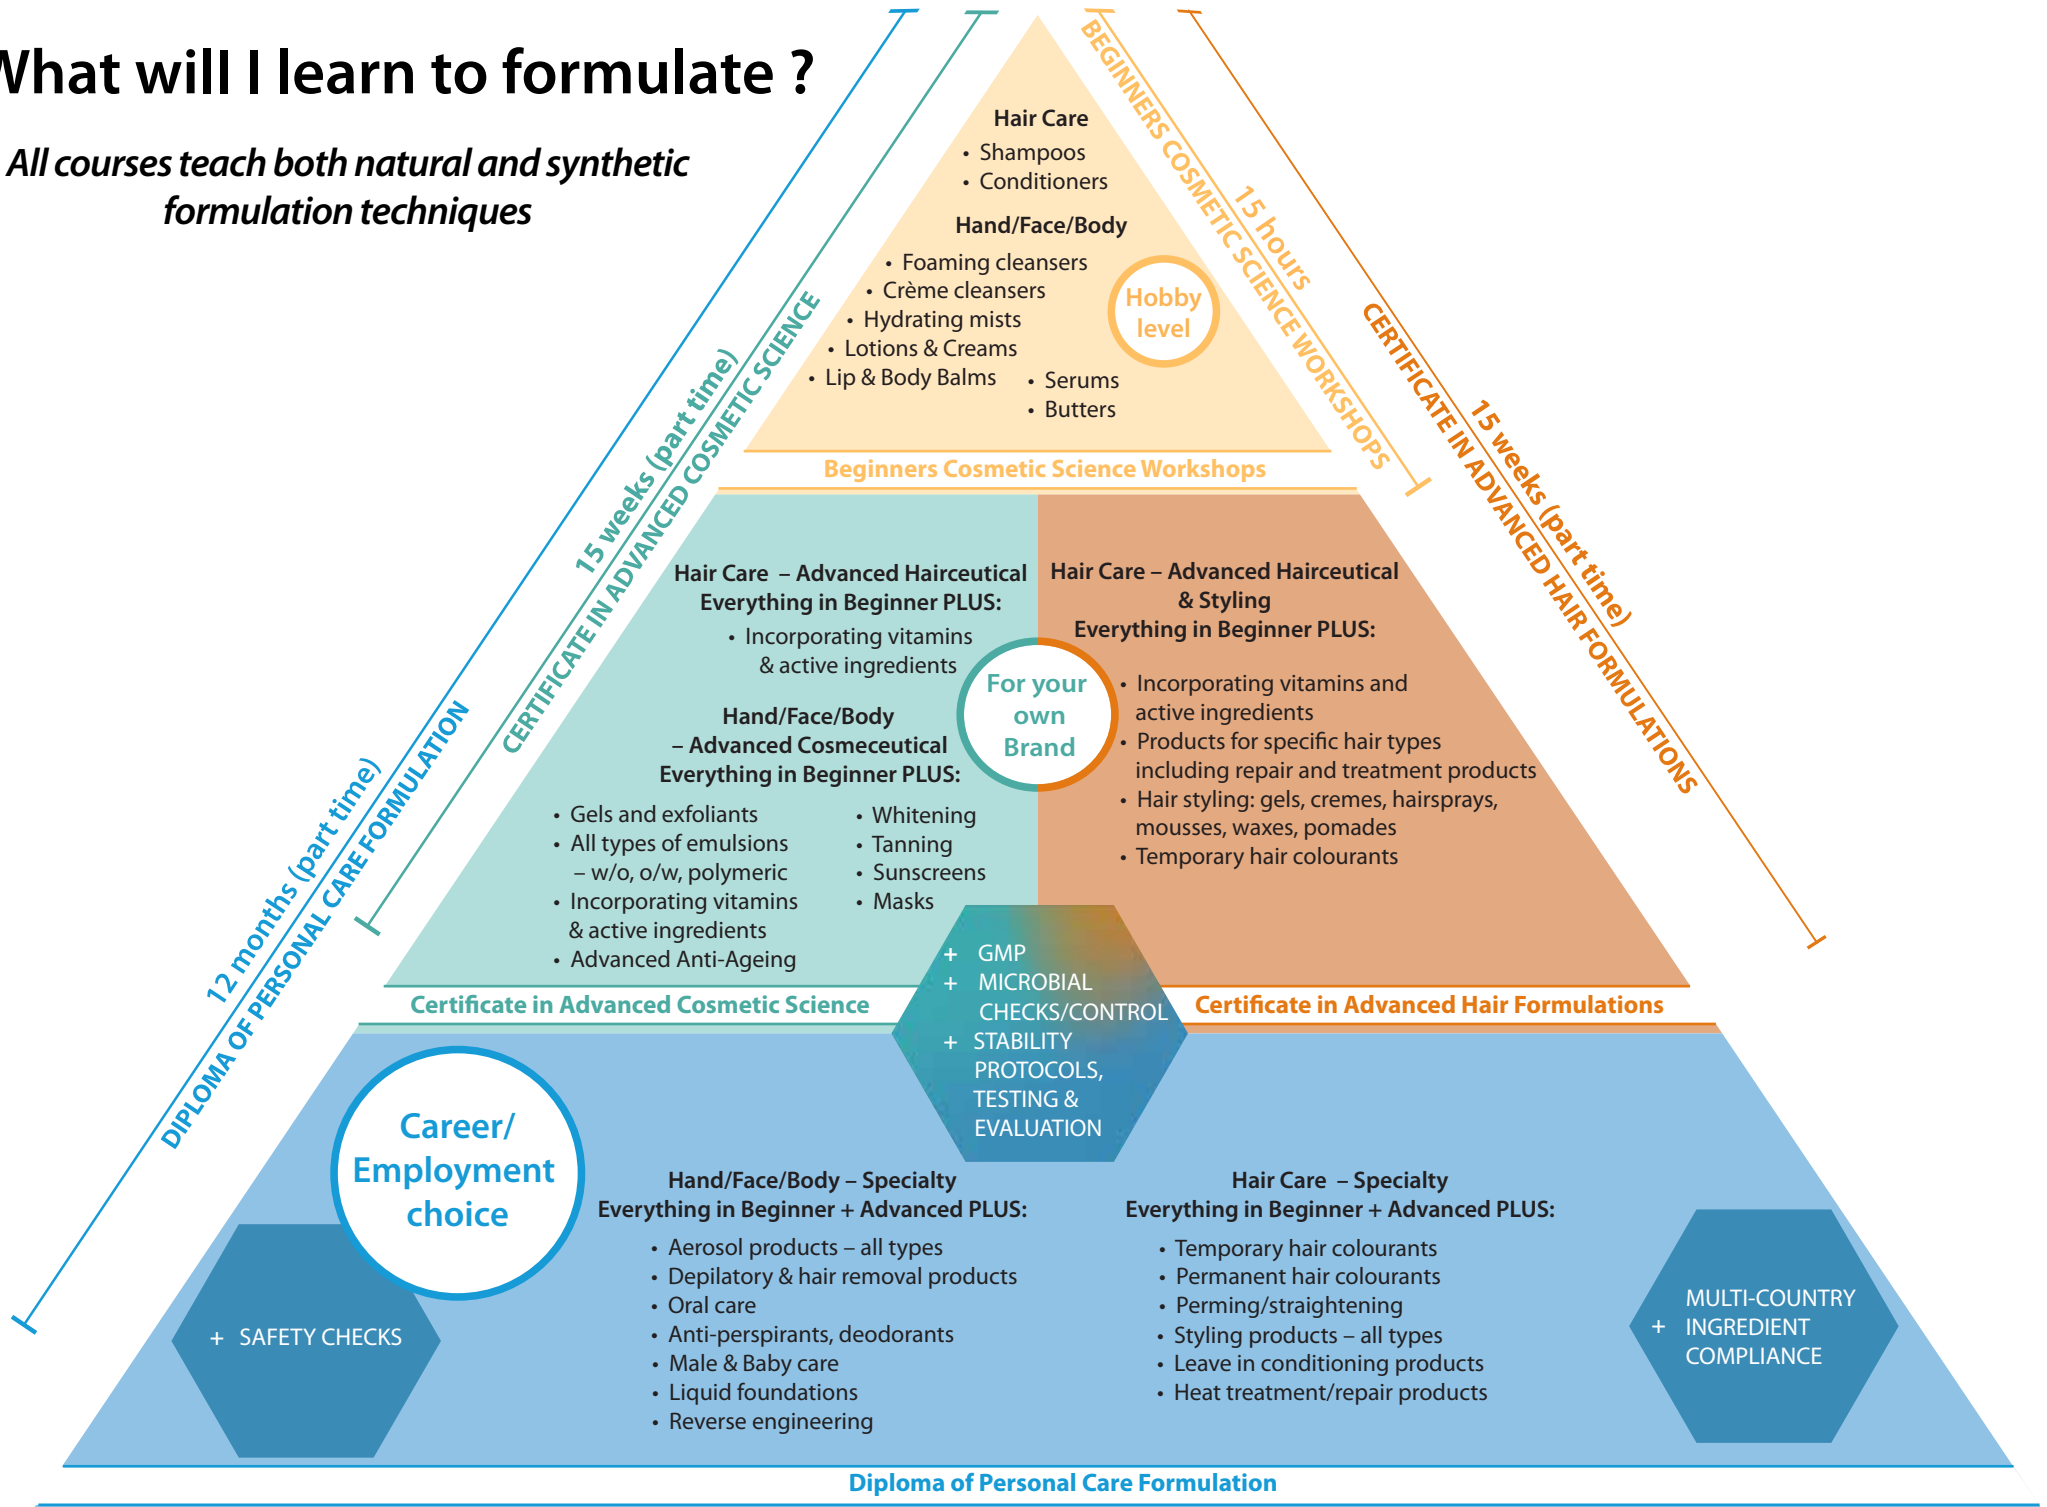 What will I learn to formulate ?
All courses teach both natural and synthetic
formulation techniques
Hair Care
• Shampoos
• Conditioners
Hand/Face/Body
• Foaming cleansers
• Crème cleansers
• Hydrating mists
• Lotions & Creams
• Lip & Body Balms
• Serums
• Butters
Hobby
level
BEGINNERS COSMETIC SCIENCE WORKSHOPS
15 hours
CERTIFICATE IN ADVANCED HAIR FORMULATIONS
15 weeks (part time)
15 weeks (part time)
CERTIFICATE IN ADVANCED COSMETIC SCIENCE
12 months (part time)
DIPLOMA OF PERSONAL CARE FORMULATION
Beginners Cosmetic Science Workshops
Hair Care – Advanced Hairceutical
Everything in Beginner PLUS:
• Incorporating vitamins
& active ingredients
Hand/Face/Body
– Advanced Cosmeceutical
Everything in Beginner PLUS:
• Gels and exfoliants
• All types of emulsions
– w/o, o/w, polymeric
• Incorporating vitamins
& active ingredients
• Advanced Anti-Ageing
• Whitening
• Tanning
• Sunscreens
• Masks
For your
own
Brand
Hair Care – Advanced Hairceutical
& Styling
Everything in Beginner PLUS:
• Incorporating vitamins and
active ingredients
• Products for specific hair types
including repair and treatment products
• Hair styling: gels, cremes, hairsprays,
mousses, waxes, pomades
• Temporary hair colourants
Certificate in Advanced Cosmetic Science
Certificate in Advanced Hair Formulations
+ GMP
+ MICROBIAL
CHECKS/CONTROL
+ STABILITY
PROTOCOLS,
TESTING &
EVALUATION
Career/
Employment
choice
+ SAFETY CHECKS
Hand/Face/Body – Specialty
Everything in Beginner + Advanced PLUS:
• Aerosol products – all types
• Depilatory & hair removal products
• Oral care
• Anti-perspirants, deodorants
• Male & Baby care
• Liquid foundations
• Reverse engineering
Hair Care – Specialty
Everything in Beginner + Advanced PLUS:
• Temporary hair colourants
• Permanent hair colourants
• Perming/straightening
• Styling products – all types
• Leave in conditioning products
• Heat treatment/repair products
MULTI-COUNTRY
+ INGREDIENT
COMPLIANCE
Diploma of Personal Care Formulation